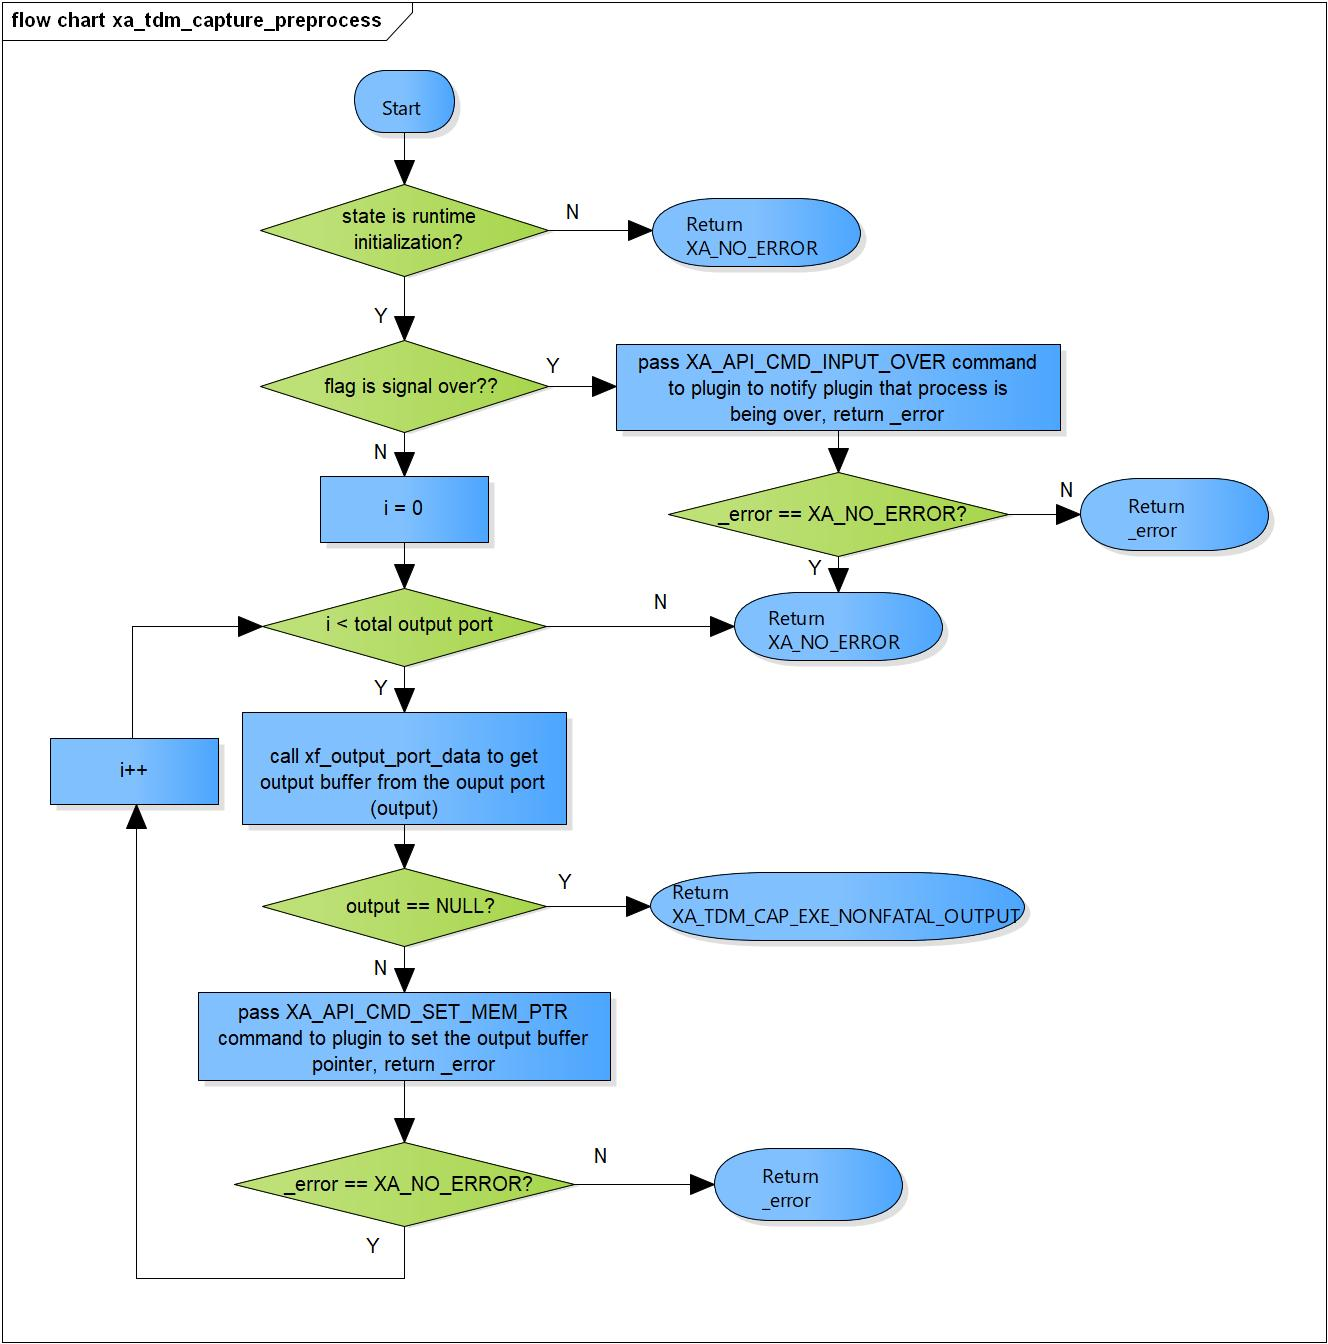 flow chart xa_tdm_capture_preprocess
Start
state is runtime
initialization?
N
Return
XA_NO_ERROR
Y
flag is signal over??
Y
pass XA_API_CMD_INPUT_OVER command
to plugin to notify plugin that process is
being over, return _error
N
_error == XA_NO_ERROR?
N
Return
_error
i = 0
Y
i < total output port
N
Return
XA_NO_ERROR
Y
call xf_output_port_data to get
output buffer from the ouput port
(output)
i++
output == NULL?
Y
Return
XA_TDM_CAP_EXE_NONFATAL_OUTPUT
N
pass XA_API_CMD_SET_MEM_PTR
command to plugin to set the output buffer
pointer, return _error
_error == XA_NO_ERROR?
N
Return
_error
Y